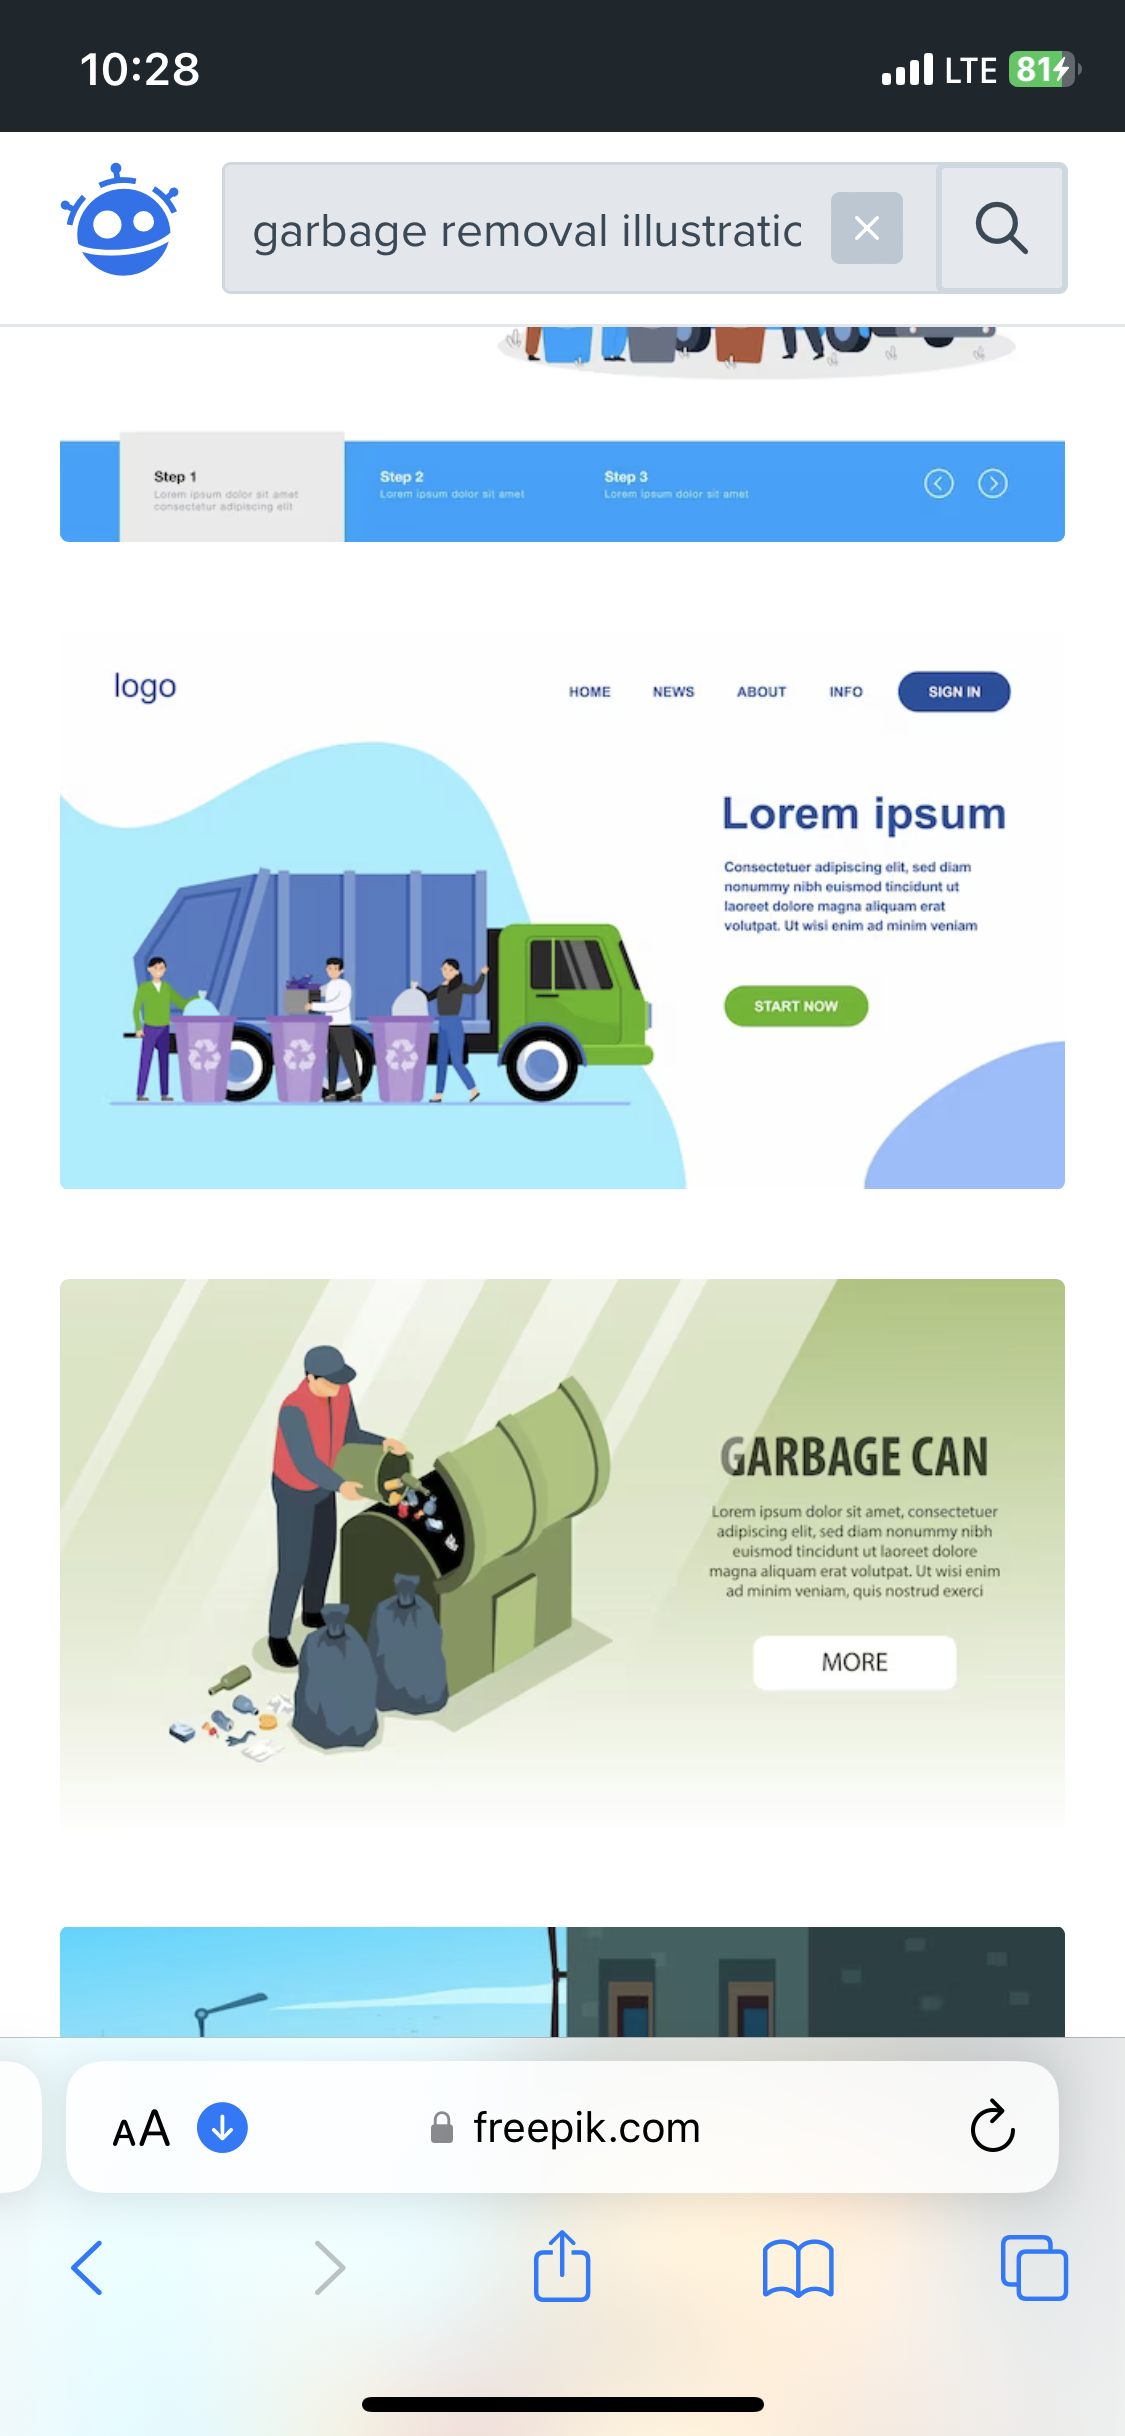 10:28
LTE
81
garbage removal illustratic
Step 1
Lorem ipsum dolor sit amet
consectetur adipiscing elit
Step 2
Lorem ipsum dolor sit amet
Step 3
Lorem ipsum dolor sit amet
logo
HOME
NEWS
ABOUT
INFO
SIGN IN
Lorem ipsum
Consectetuer adipiscing elit, sed diam
nonummy nibh euismod tincidunt ut
laoreet dolore magna aliquam erat
volutpat. Ut wisi enim ad minim veniam
START NOW
GARBAGE CAN
Lorem ipsum dolor sit amet, consectetuer
adipiscing elit, sed diam nonummy nibh
euismod tincidunt ut laoreet dolore
magna aliquam erat volutpat. Ut wisi enim
ad minim veniam, quis nostrud exerci
MORE
AA
freepik.com